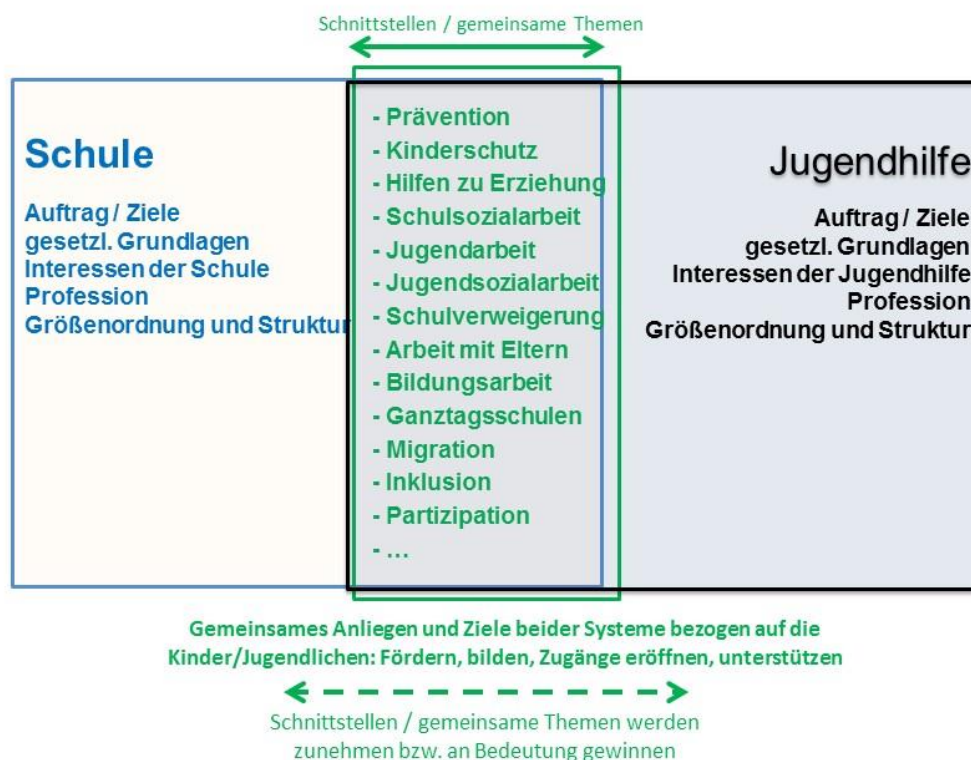 Schnittstellen / gemeinsame Themen
Schule
Auftrag / Ziele
gesetzl. Grundlagen
Interessen der Schule
Profession
Größenordnung und Struktur
- Prävention
- Kinderschutz
- Hilfen zu Erziehung
- Schulsozialarbeit
- Jugendarbeit
- Jugendsozialarbeit
- Schulverweigerung
- Arbeit mit Eltern
- Bildungsarbeit
- Ganztagsschulen
- Migration
- Inklusion
- Partizipation
- ...
Jugendhilfe
Auftrag / Ziele
gesetzl. Grundlagen
Interessen der Jugendhilfe
Profession
Größenordnung und Struktur
Gemeinsames Anliegen und Ziele beider Systeme bezogen auf die
Kinder/Jugendlichen: Fördern, bilden, Zugänge eröffnen, unterstützen
Schnittstellen / gemeinsame Themen werden
zunehmen bzw. an Bedeutung gewinnen